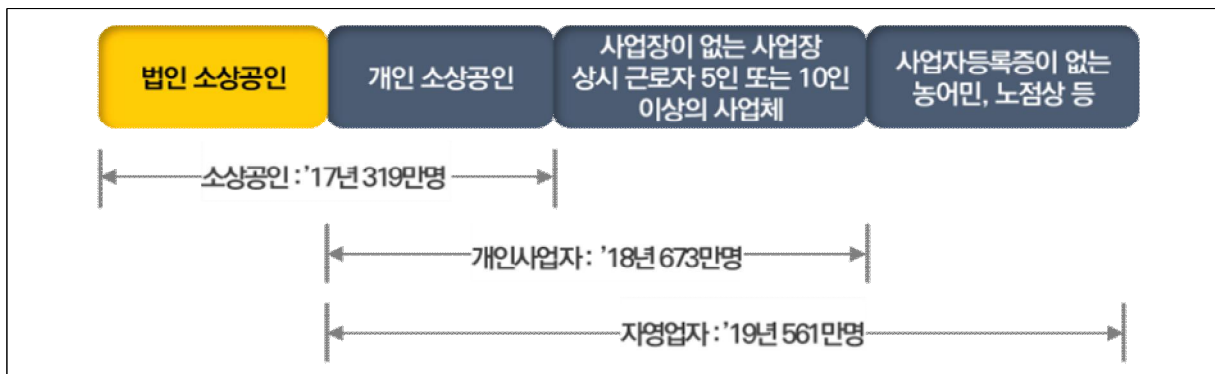 법인 소상공인
개인 소상공인
사업장이 없는 사업장
상시 근로자 5인 또는 10인
이상의 사업체
사업자등록증이 없는
농어민, 노점상 등
소상공인 : ’17년 319만명
개인사업자 : ’18년 673만명
자영업자 : ’19년 561만명